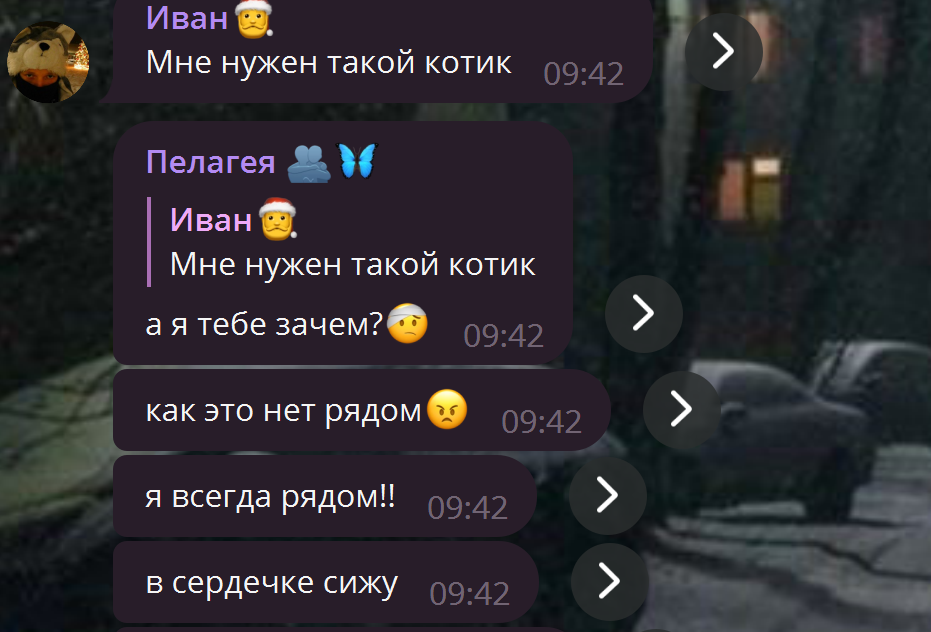 Иван🎅
Мне нужен такой котик 09:42
Пелагея 🫂🦋
Иван🎅
Мне нужен такой котик
а я тебе зачем?🤕 09:42
как это нет рядом😠 09:42
я всегда рядом!! 09:42
в сердечке сижу 09:42